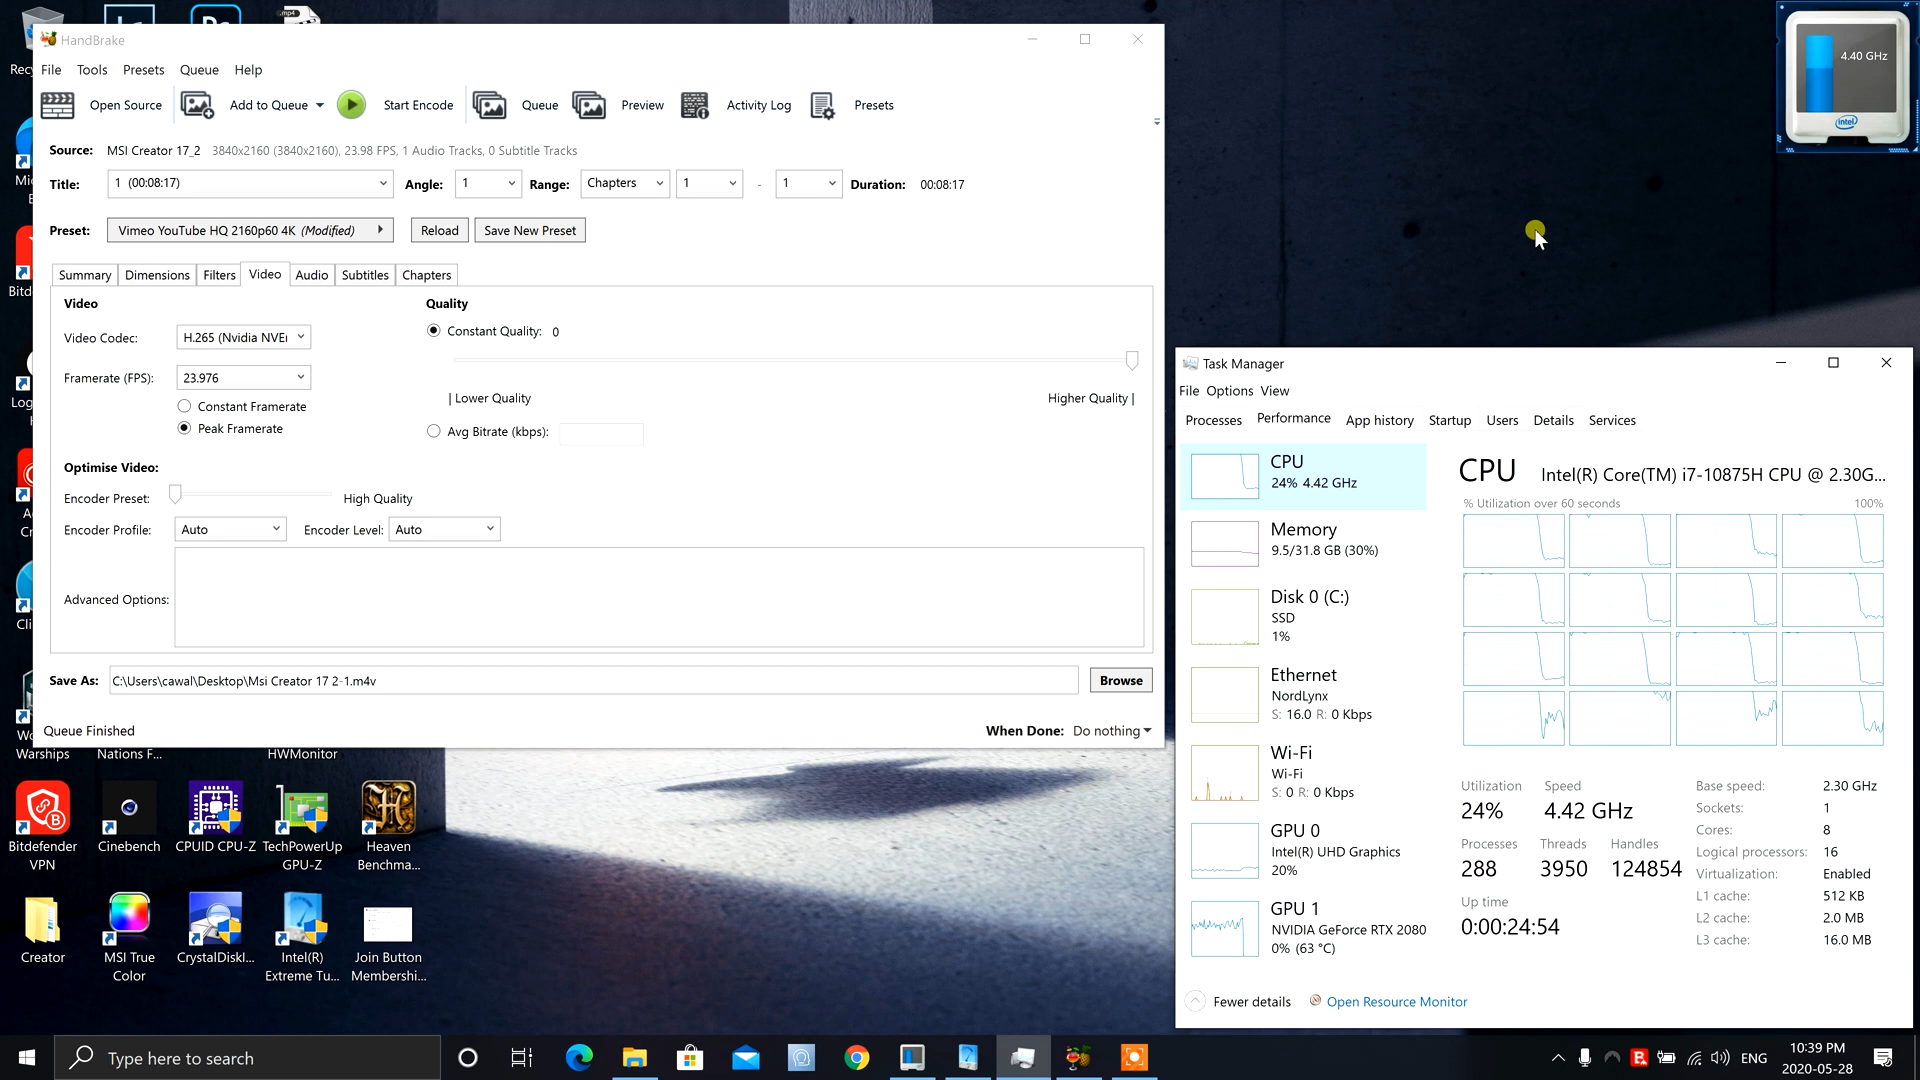 HandBrake
File Tools Presets Queue Help
Open Source Add to Queue Start Encode Queue Preview Activity Log Presets
Source: MSI Creator 17_2 3840x2160 (3840x2160), 23.98 FPS, 1 Audio Tracks, 0 Subtitle Tracks
Title: 1 (00:08:17) Angle: 1 Range: Chapters 1 - 1 Duration: 00:08:17
Preset: Vimeo YouTube HQ 2160p60 4K (Modified) Reload Save New Preset
Summary Dimensions Filters Video Audio Subtitles Chapters
Video
Quality
Video Codec: H.265 (Nvidia NVE
Constant Quality: 0
Framerate (FPS): 23.976
Constant Framerate
Peak Framerate
| Lower Quality
Higher Quality |
Avg Bitrate (kbps):
Optimise Video:
Encoder Preset: High Quality
Encoder Profile: Auto Encoder Level: Auto
Advanced Options:
Save As: C:\Users\cawal\Desktop\Msi Creator 17 2-1.m4v Browse
Queue Finished
When Done: Do nothing
4.40 GHz
intel
.mp4
Task Manager
File Options View
Processes Performance App history Startup Users Details Services
CPU
24% 4.42 GHz
Memory
9.5/31.8 GB (30%)
Disk 0 (C:)
SSD
1%
Ethernet
NordLynx
S: 16.0 R: 0 Kbps
Wi-Fi
Wi-Fi
S: 0 R: 0 Kbps
GPU 0
Intel(R) UHD Graphics
20%
GPU 1
NVIDIA GeForce RTX 2080
0% (63 °C)
CPU Intel(R) Core(TM) i7-10875H CPU @ 2.30G...
% Utilization over 60 seconds 100%
Utilization Speed
24% 4.42 GHz
Processes Threads Handles
288 3950 124854
Up time
0:00:24:54
Base speed: 2.30 GHz
Sockets: 1
Cores: 8
Logical processors: 16
Virtualization: Enabled
L1 cache: 512 KB
L2 cache: 2.0 MB
L3 cache: 16.0 MB
Fewer details Open Resource Monitor
Rec
Mi
Bitd
Log
Cr
Cli
Wo
Warships
Nations F...
HWMonitor
Bitdefender
VPN
Cinebench
CPUID CPU-Z
TechPowerUp
GPU-Z
Heaven
Benchma...
Creator
MSI True
Color
CrystalDiskI...
Intel(R)
Extreme Tu...
Join Button
Membershi...
Type here to search
ENG
10:39 PM
2020-05-28